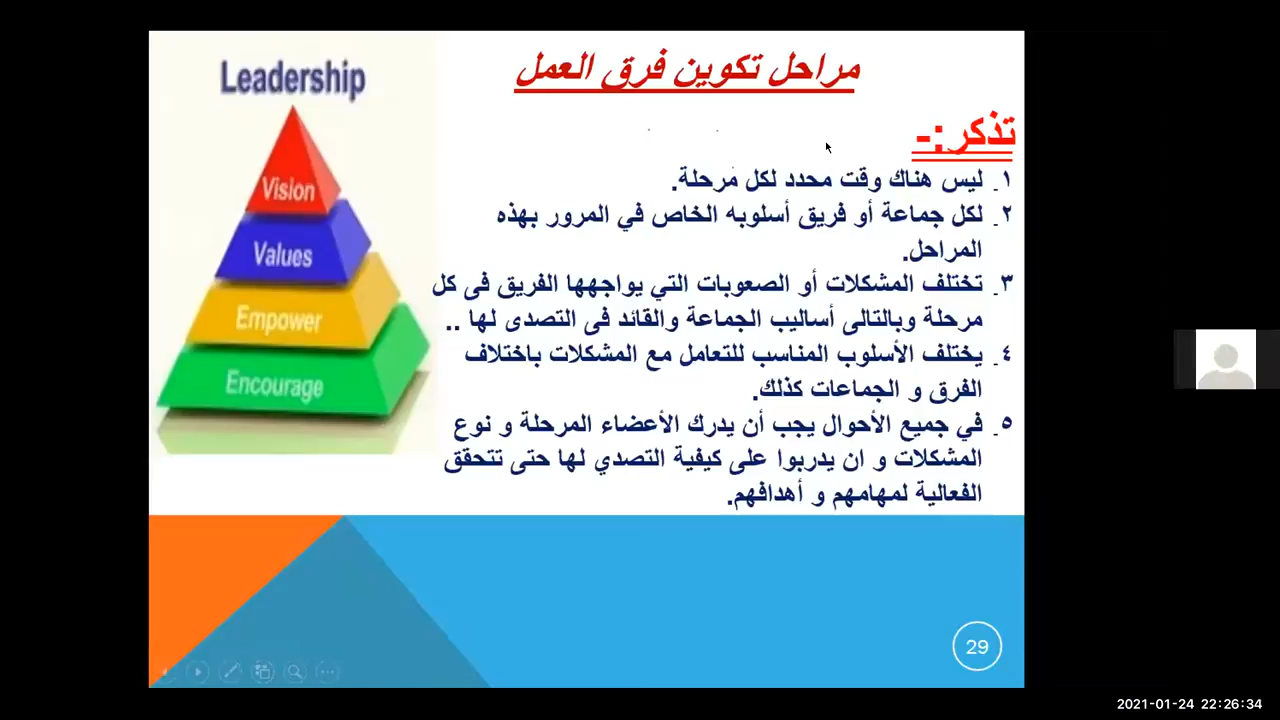 مراحل تكوين فرق العمل
تذكر:-
١- ليس هناك وقت محدد لكل مرحلة.
٢- لكل جماعة أو فريق أسلوبه الخاص في المرور بهذه
المراحل.
٣- تختلف المشكلات أو الصعوبات التي يواجهها الفريق فى كل
مرحلة وبالتالى أساليب الجماعة والقائد فى التصدى لها ..
٤- يختلف الأسلوب المناسب للتعامل مع المشكلات باختلاف
الفرق و الجماعات كذلك.
٥- في جميع الأحوال يجب أن يدرك الأعضاء المرحلة و نوع
المشكلات و ان يدربوا على كيفية التصدي لها حتى تتحقق
الفعالية لمهامهم و أهدافهم.
Leadership
Vision
Values
Empower
Encourage
29
2021-01-24 22:26:34